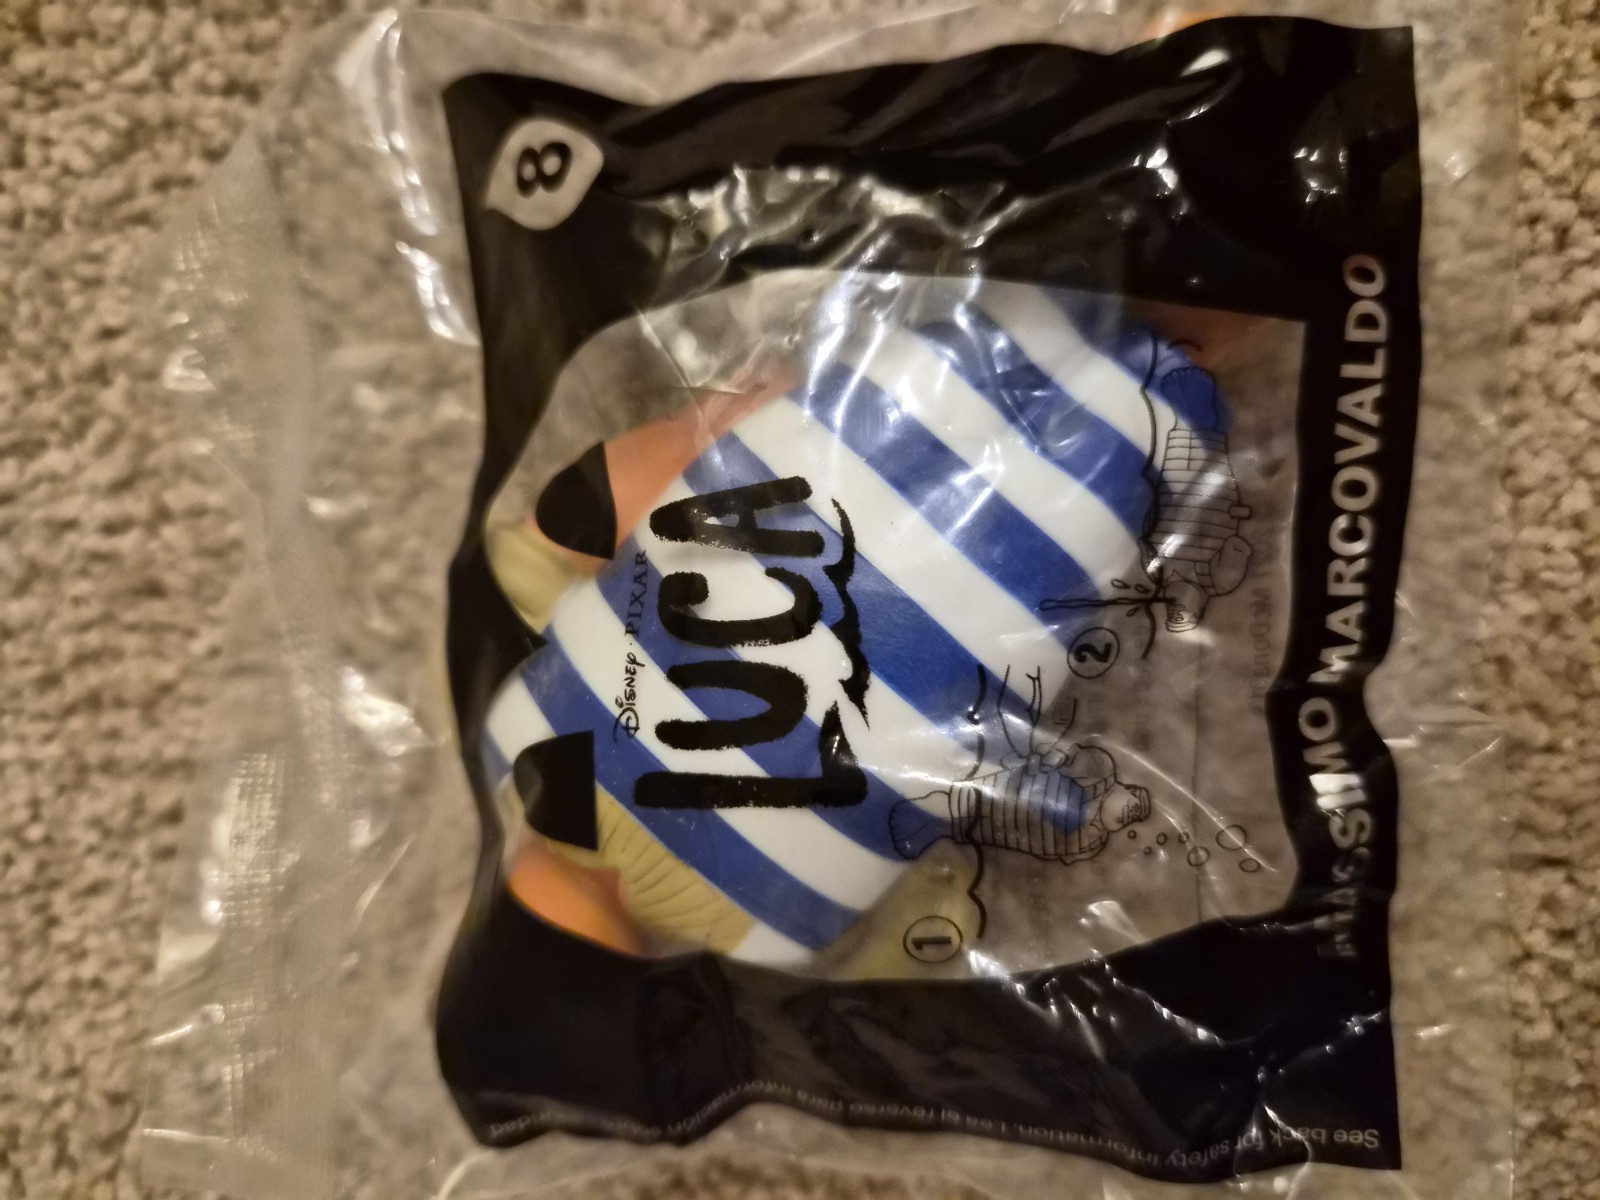 8
DISNEY · PIXAR
LUCA
1
2
MASSIMO MARCOVALDO
See back for safety information. Lea el reverso para información